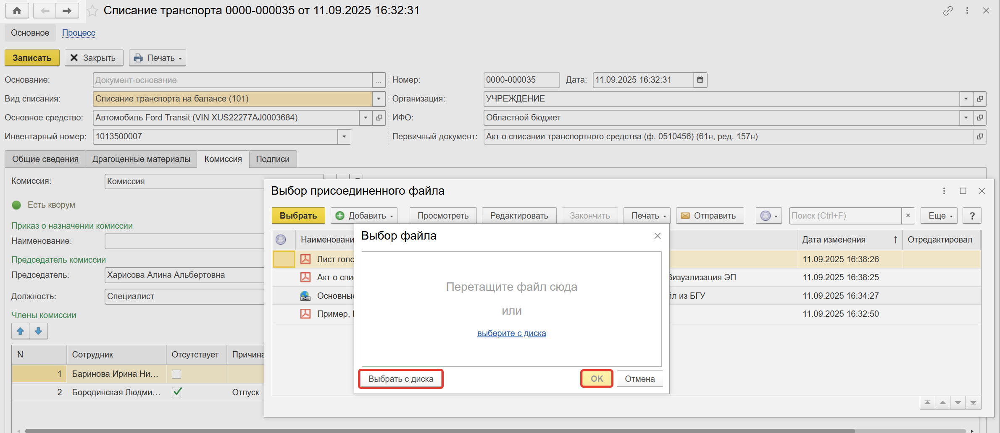 Списание транспорта 0000-000035 от 11.09.2025 16:32:31
Основное Процесс
Записать Закрыть Печать
Основание: Документ-основание ... Номер: 0000-000035 Дата: 11.09.2025 16:32:31
Вид списания: Списание транспорта на балансе (101) Организация: УЧРЕЖДЕНИЕ
Основное средство: Автомобиль Ford Transit (VIN XUS22277AJ0003684) ИФО: Областной бюджет
Инвентарный номер: 1013500007 Первичный документ: Акт о списании транспортного средства (ф. 0510456) (61н, ред. 157н)
Общие сведения Драгоценные материалы Комиссия Подписи
Комиссия: Комиссия
Есть кворум
Приказ о назначении комиссии
Наименование:
Председатель комиссии
Председатель: Харисова Алина Альбертовна
Должность: Специалист
Члены комиссии
N Сотрудник Отсутствует Причина
1 Баринова Ирина Ни...
2 Бородинская Людми... Отпуск
Выбор присоединенного файла
Выбрать Добавить Просмотреть Редактировать Закончить Печать Отправить Поиск (Ctrl+F) × Еще ?
Наименовани Дата изменения ↑ Отредактировал
Лист голо 11.09.2025 16:38:26
Акт о спи Визуализация ЭП 11.09.2025 16:38:25
Основные йл из БГУ 11.09.2025 16:34:27
Пример, 11.09.2025 16:32:50
Выбор файла
Перетащите файл сюда
или
выберите с диска
Выбрать с диска OK Отмена